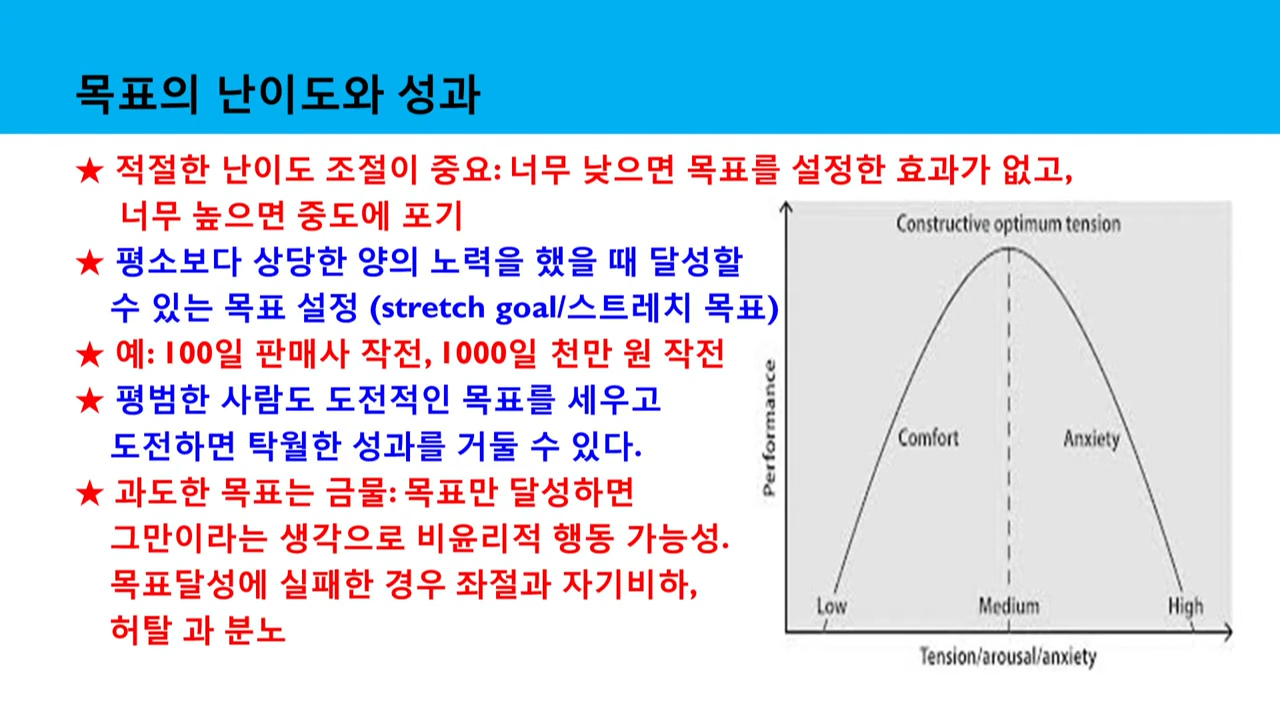 목표의 난이도와 성과
★ 적절한 난이도 조절이 중요: 너무 낮으면 목표를 설정한 효과가 없고,
너무 높으면 중도에 포기
★ 평소보다 상당한 양의 노력을 했을 때 달성할
수 있는 목표 설정 (stretch goal/스트레치 목표)
★ 예: 100일 판매사 작전, 1000일 천만 원 작전
★ 평범한 사람도 도전적인 목표를 세우고
도전하면 탁월한 성과를 거둘 수 있다.
★ 과도한 목표는 금물: 목표만 달성하면
그만이라는 생각으로 비윤리적 행동 가능성.
목표달성에 실패한 경우 좌절과 자기비하,
허탈 과 분노
Constructive optimum tension
Performance
Comfort
Anxiety
Low
Medium
High
Tension/arousal/anxiety